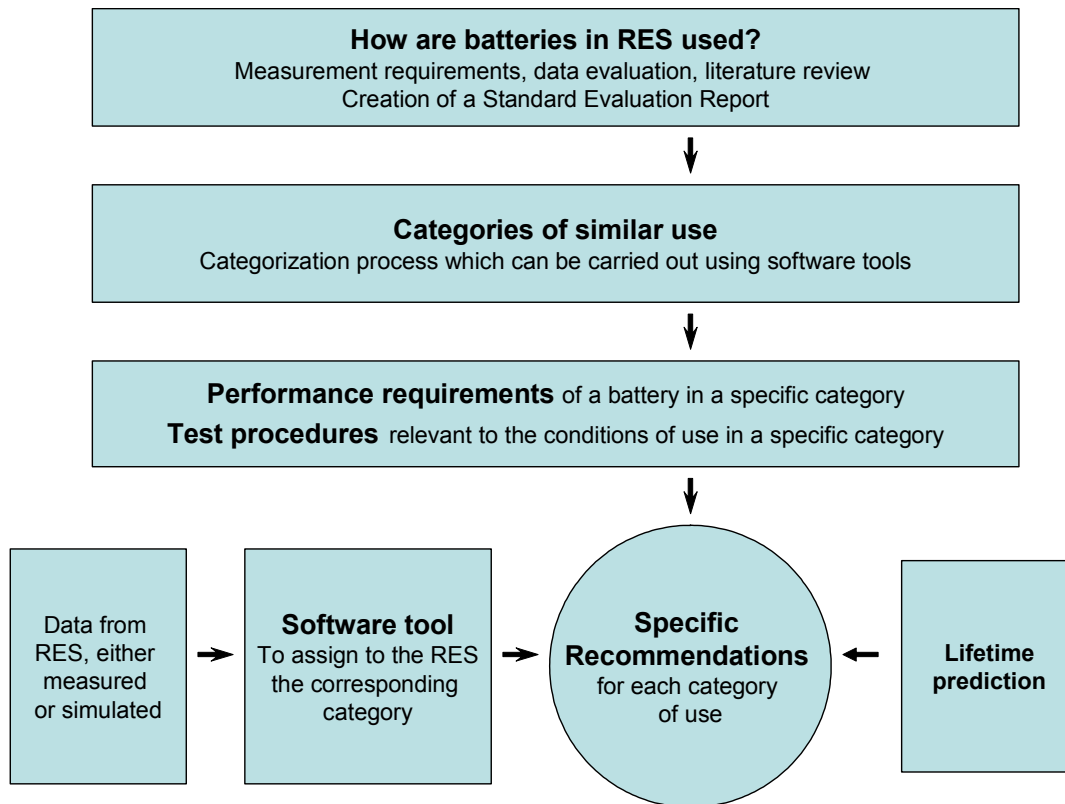 How are batteries in RES used?
Measurement requirements, data evaluation, literature review
Creation of a Standard Evaluation Report
Categories of similar use
Categorization process which can be carried out using software tools
Performance requirements of a battery in a specific category
Test procedures relevant to the conditions of use in a specific category
Data from
RES, either
measured
or simulated
Software tool
To assign to the RES
the corresponding
category
Specific
Recommendations
for each category
of use
Lifetime
prediction